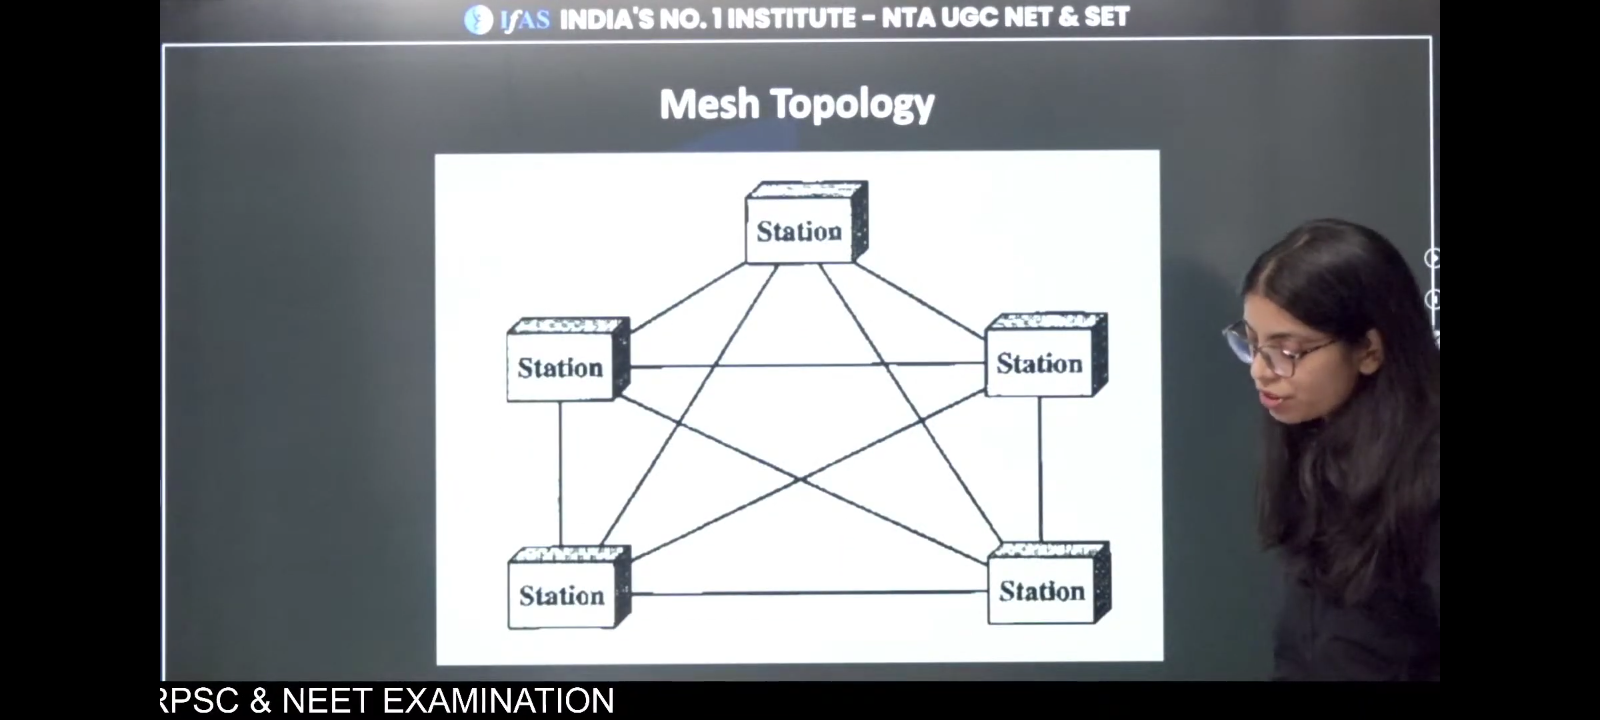 IfAS INDIA'S NO. 1 INSTITUTE – NTA UGC NET & SET
Mesh Topology
Station
Station
Station
Station
Station
RPSC & NEET EXAMINATION